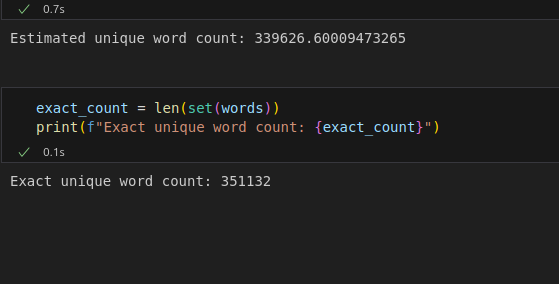 0.7s
Estimated unique word count: 339626.60009473265
exact_count = len(set(words))
print(f"Exact unique word count: {exact_count}")
0.1s
Exact unique word count: 351132